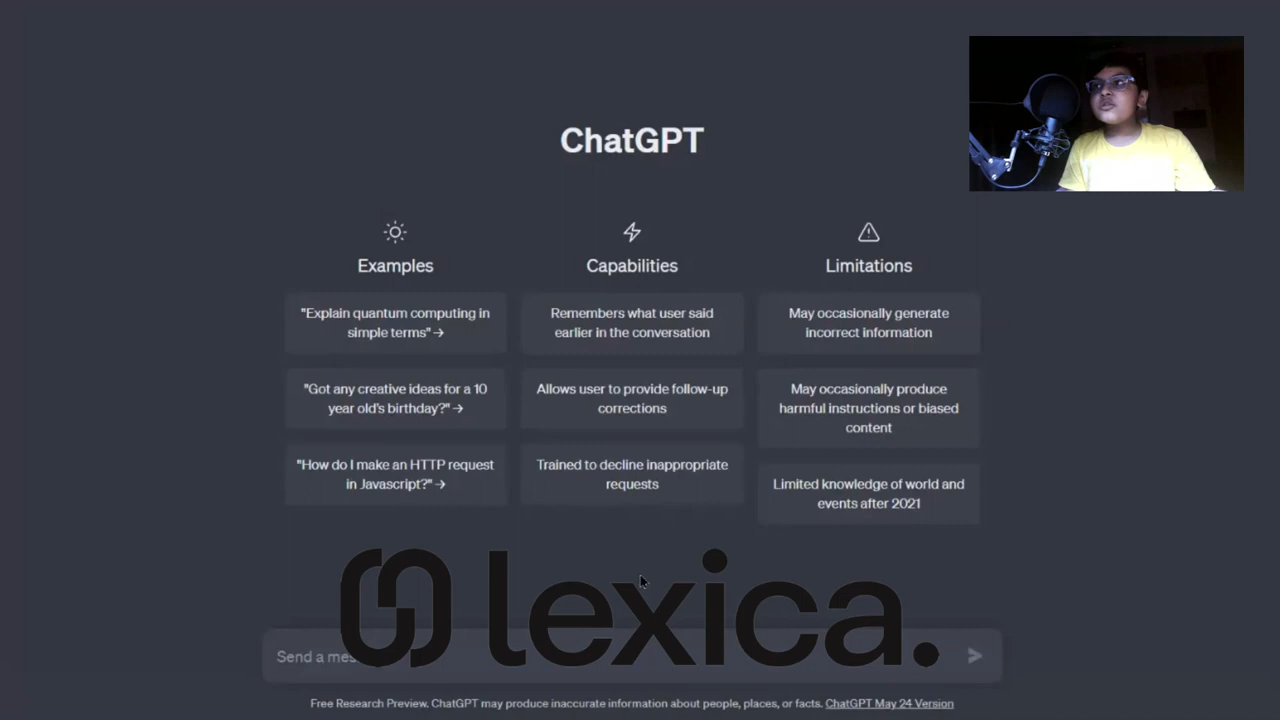 ChatGPT
Examples
"Explain quantum computing in
simple terms" →
"Got any creative ideas for a 10
year old's birthday?" →
"How do I make an HTTP request
in Javascript?" →
Capabilities
Remembers what user said
earlier in the conversation
Allows user to provide follow-up
corrections
Trained to decline inappropriate
requests
Limitations
May occasionally generate
incorrect information
May occasionally produce
harmful instructions or biased
content
Limited knowledge of world and
events after 2021
lexica.
Send a mes
Free Research Preview. ChatGPT may produce inaccurate information about people, places, or facts. ChatGPT May 24 Version